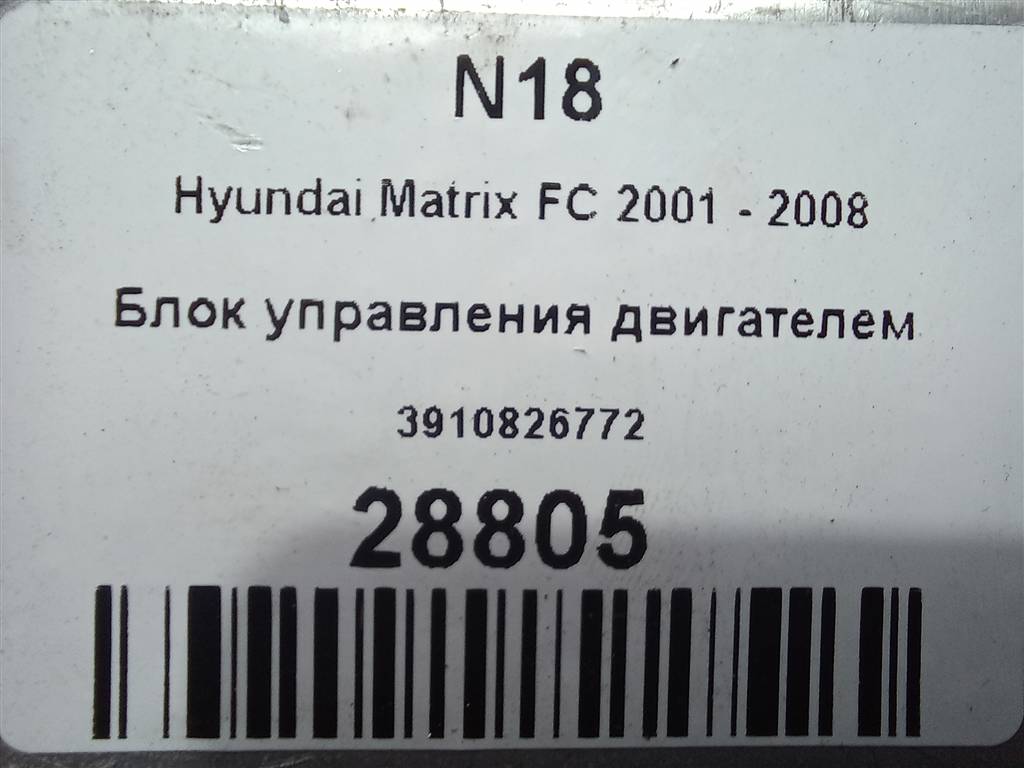 N18
Hyundai Matrix FC 2001 - 2008
Блок управления двигателем
3910826772
28805